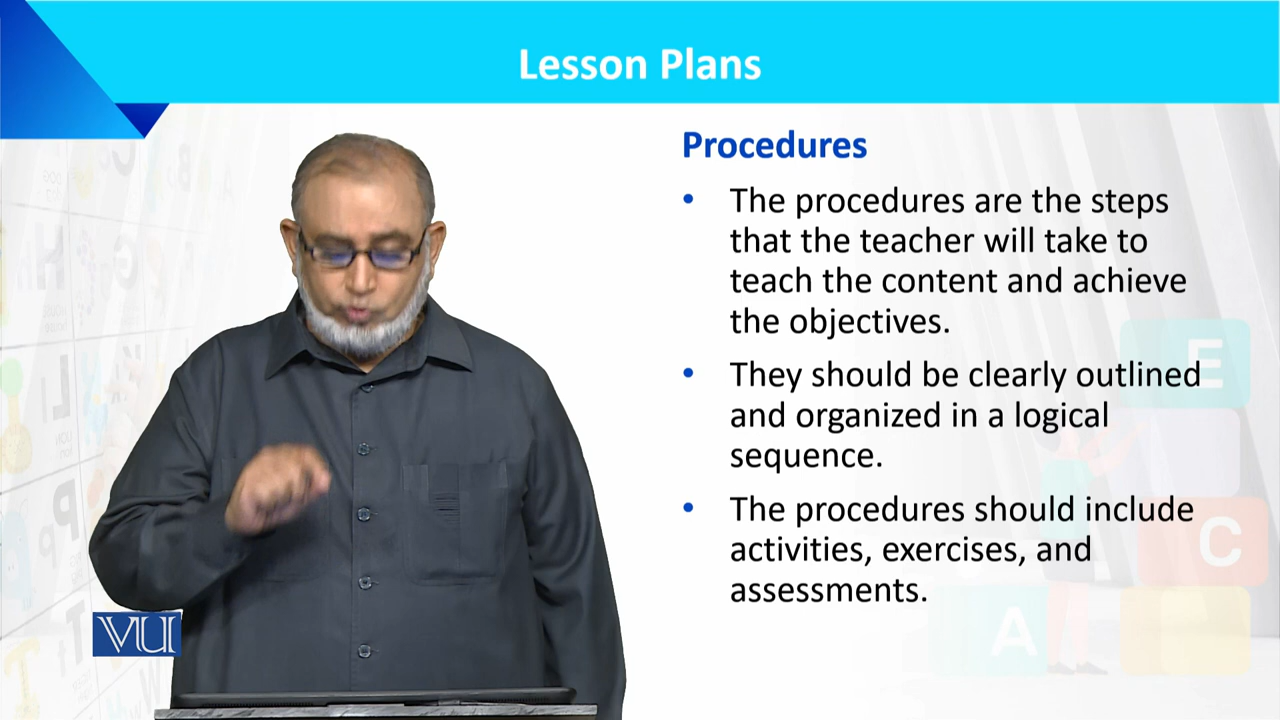 Lesson Plans
Procedures
• The procedures are the steps
that the teacher will take to
teach the content and achieve
the objectives.
• They should be clearly outlined
and organized in a logical
sequence.
• The procedures should include
activities, exercises, and
assessments.
VU
E
C
A